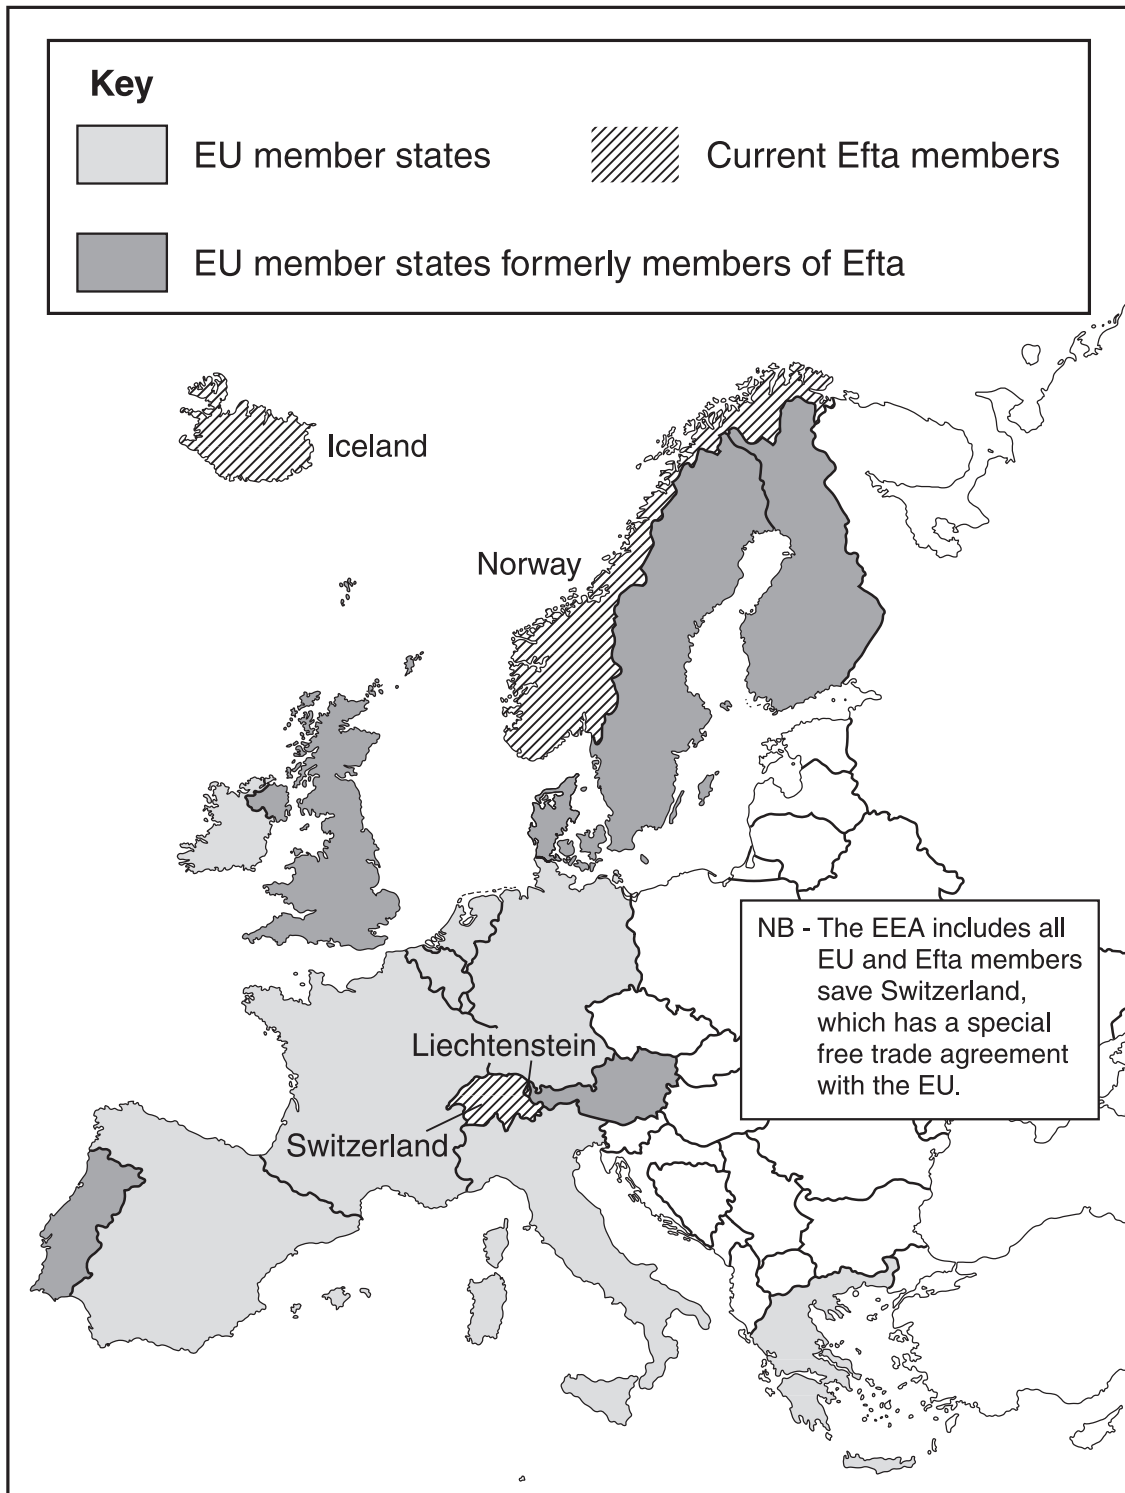 Key
EU member states
Current Efta members
EU member states formerly members of Efta
Iceland
Norway
NB - The EEA includes all
EU and Efta members
save Switzerland,
which has a special
free trade agreement
with the EU.
Liechtenstein
Switzerland